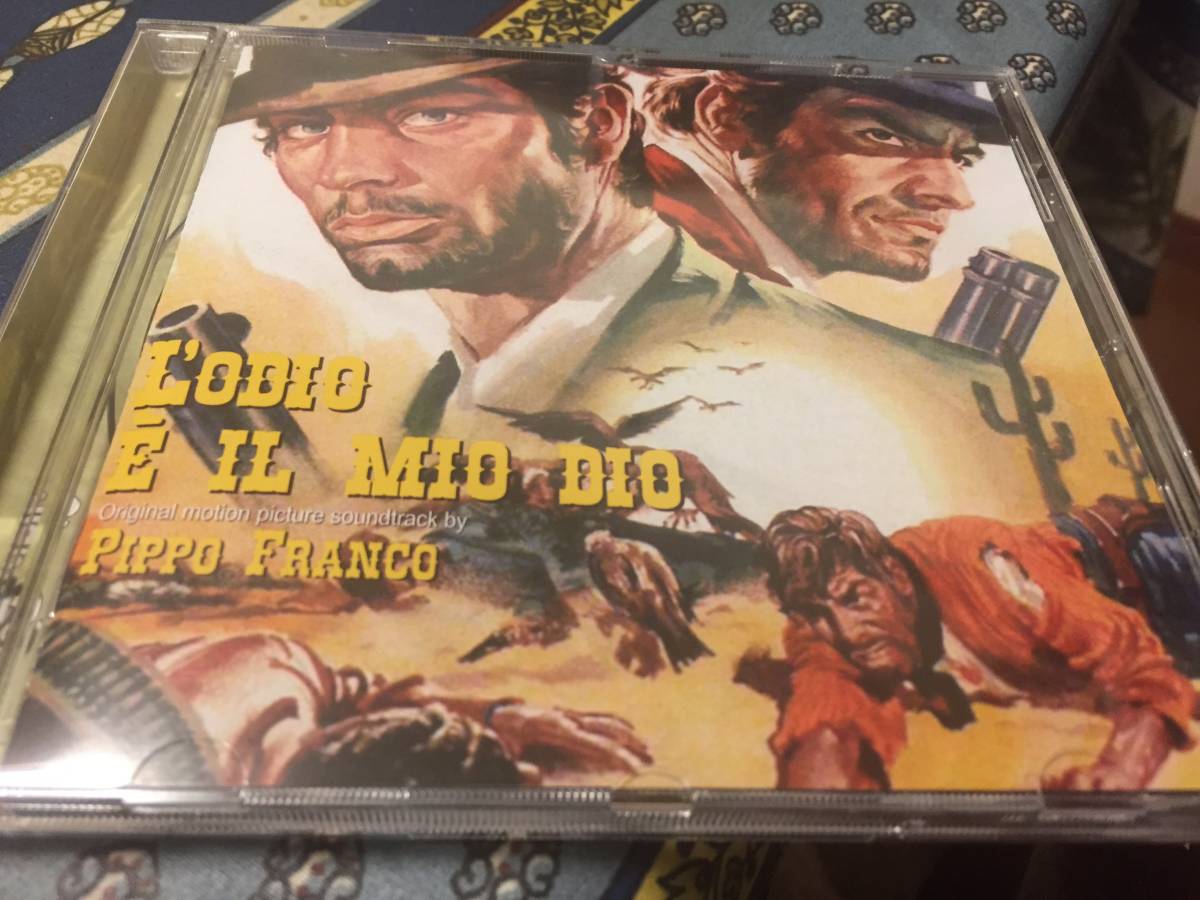 L'ODIO
È IL MIO DIO
Original motion picture soundtrack by
PIPPO FRANCO